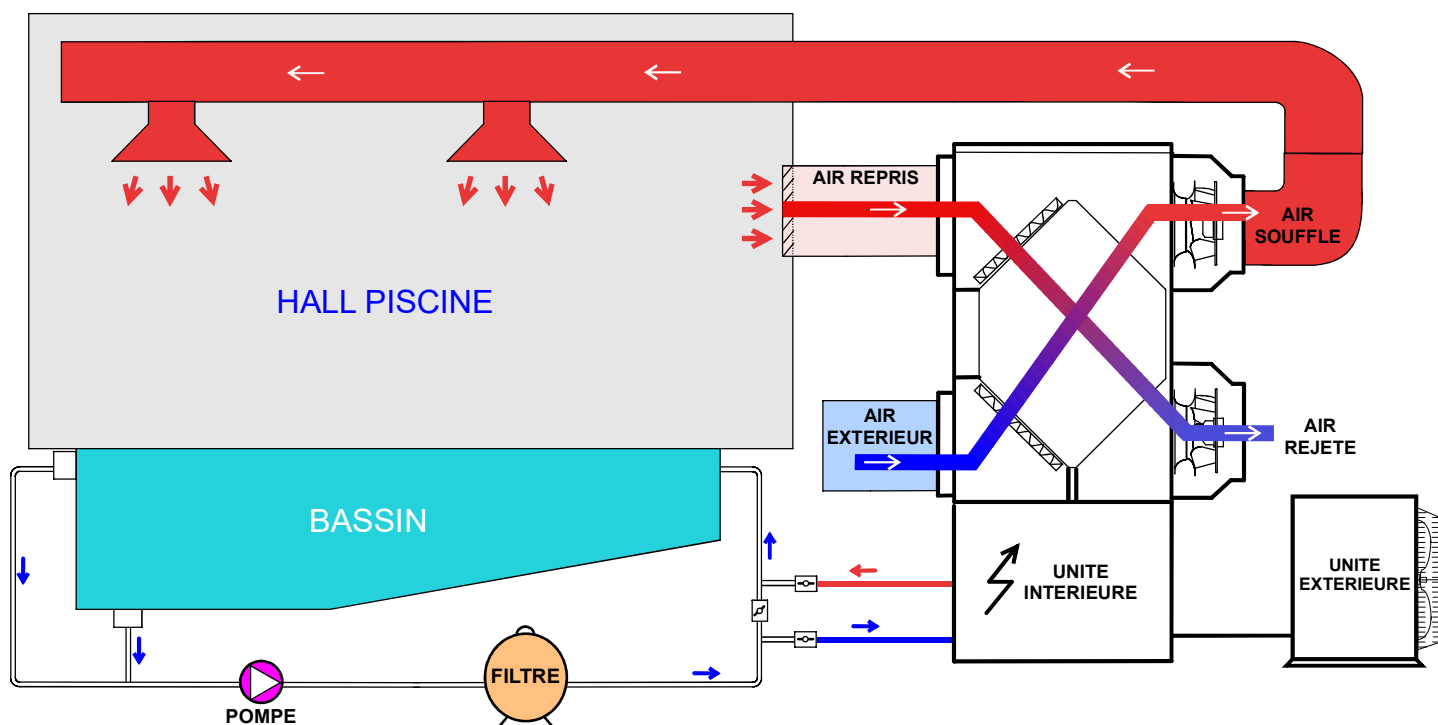 AIR REPRIS
AIR
SOUFFLE
HALL PISCINE
AIR
EXTERIEUR
AIR
REJETE
BASSIN
UNITE
INTERIEURE
UNITE
EXTERIEURE
FILTRE
POMPE